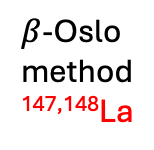 β-Oslo
method
¹⁴⁷,¹⁴⁸La